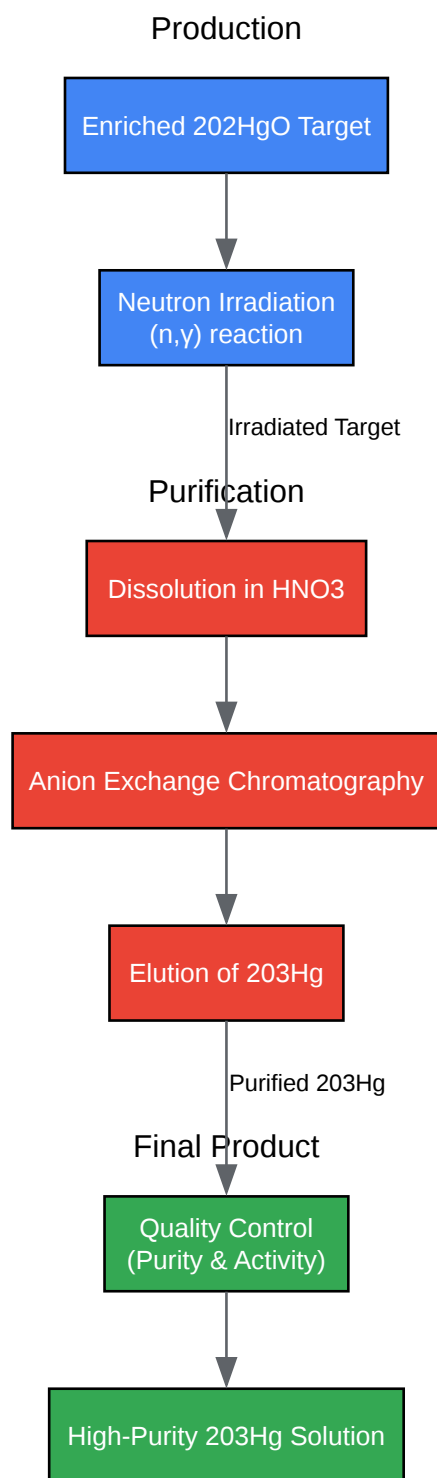 Production
Enriched 202HgO Target
Neutron Irradiation
(n,γ) reaction
Irradiated Target
Purification
Dissolution in HNO3
Anion Exchange Chromatography
Elution of 203Hg
Purified 203Hg
Final Product
Quality Control
(Purity & Activity)
High-Purity 203Hg Solution